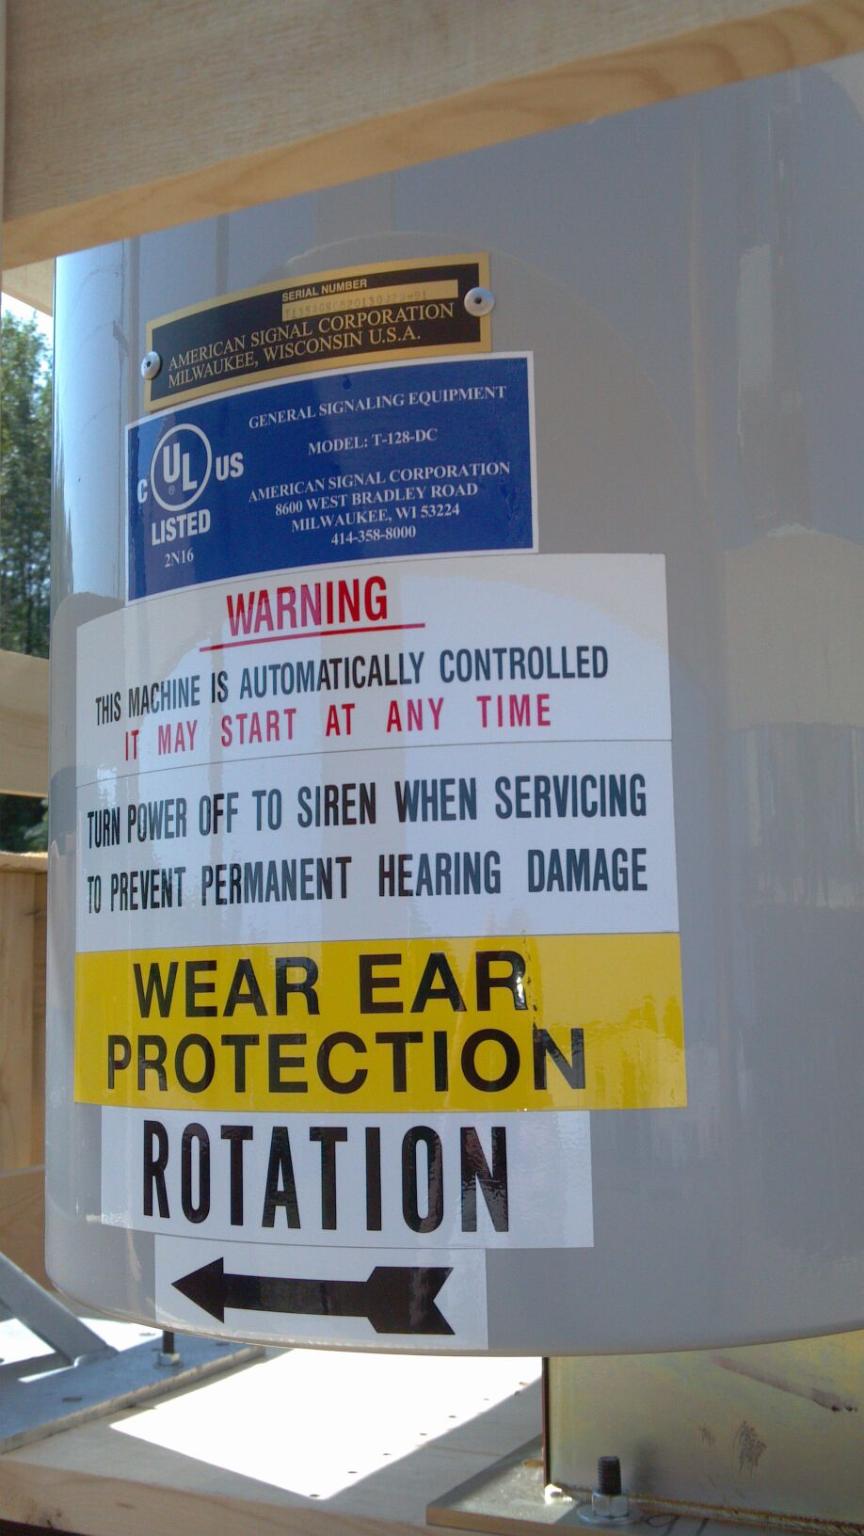 SERIAL NUMBER
AMERICAN SIGNAL CORPORATION
MILWAUKEE, WISCONSIN U.S.A.
GENERAL SIGNALING EQUIPMENT
MODEL: T-128-DC
C UL US
®
LISTED
2N16
AMERICAN SIGNAL CORPORATION
8600 WEST BRADLEY ROAD
MILWAUKEE, WI 53224
414-358-8000
WARNING
THIS MACHINE IS AUTOMATICALLY CONTROLLED
IT MAY START AT ANY TIME
TURN POWER OFF TO SIREN WHEN SERVICING
TO PREVENT PERMANENT HEARING DAMAGE
WEAR EAR
PROTECTION
ROTATION